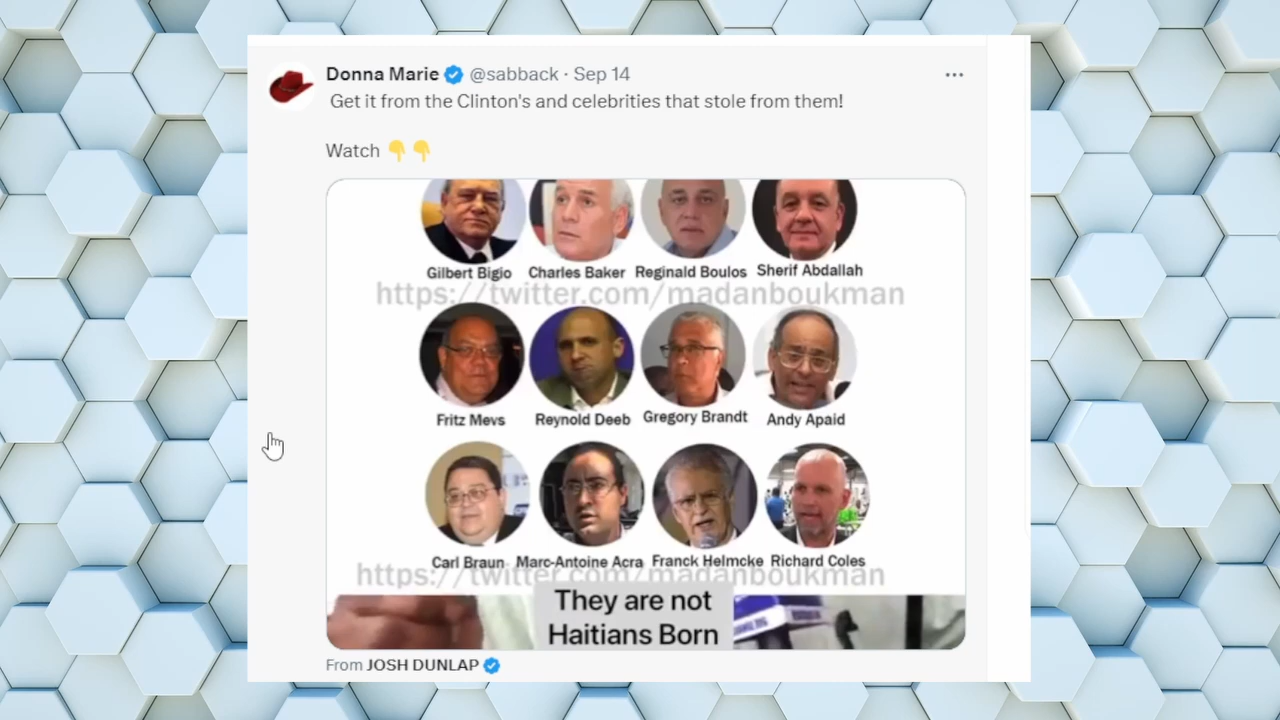 Donna Marie @sabback · Sep 14
Get it from the Clinton's and celebrities that stole from them!
Watch 👇👇
Gilbert Bigio Charles Baker Reginald Boulos Sherif Abdallah
https://twitter.com/madanboukman
Fritz Mevs Reynold Deeb Gregory Brandt Andy Apaid
Carl Braun Marc-Antoine Acra Franck Helmcke Richard Coles
https://twitter.com/madanboukman
They are not
Haitians Born
From JOSH DUNLAP